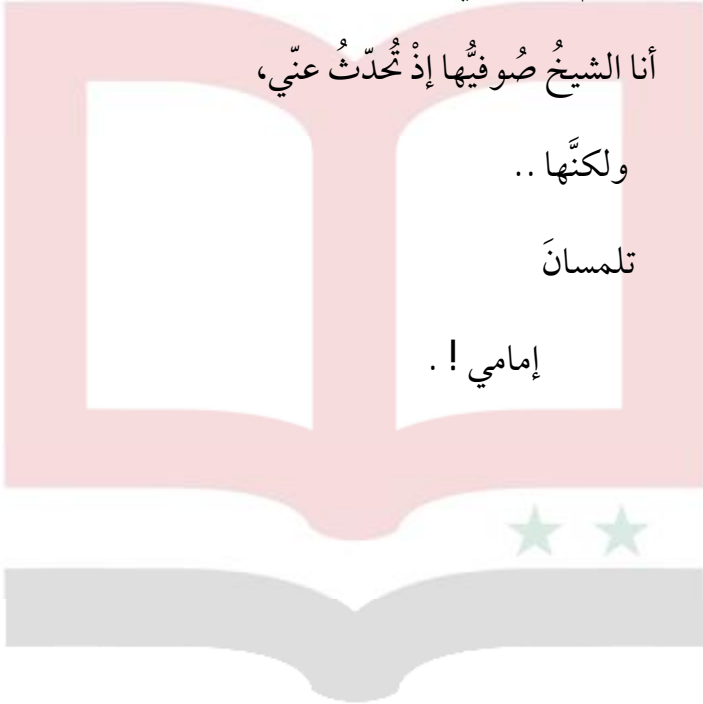 أنا الشيخُ صُوفيُّها إذْ تُحدّثُ عنّي،
ولكنَّها ..
تلمسانَ
إمامي ! .